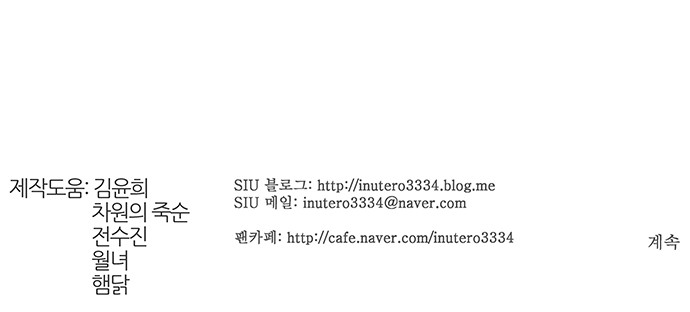 제작도움: 김윤희
차원의 죽순
전수진
월녀
햄닭
SIU 블로그: http://inutero3334.blog.me
SIU 메일: inutero3334@naver.com
팬카페: http://cafe.naver.com/inutero3334
계속